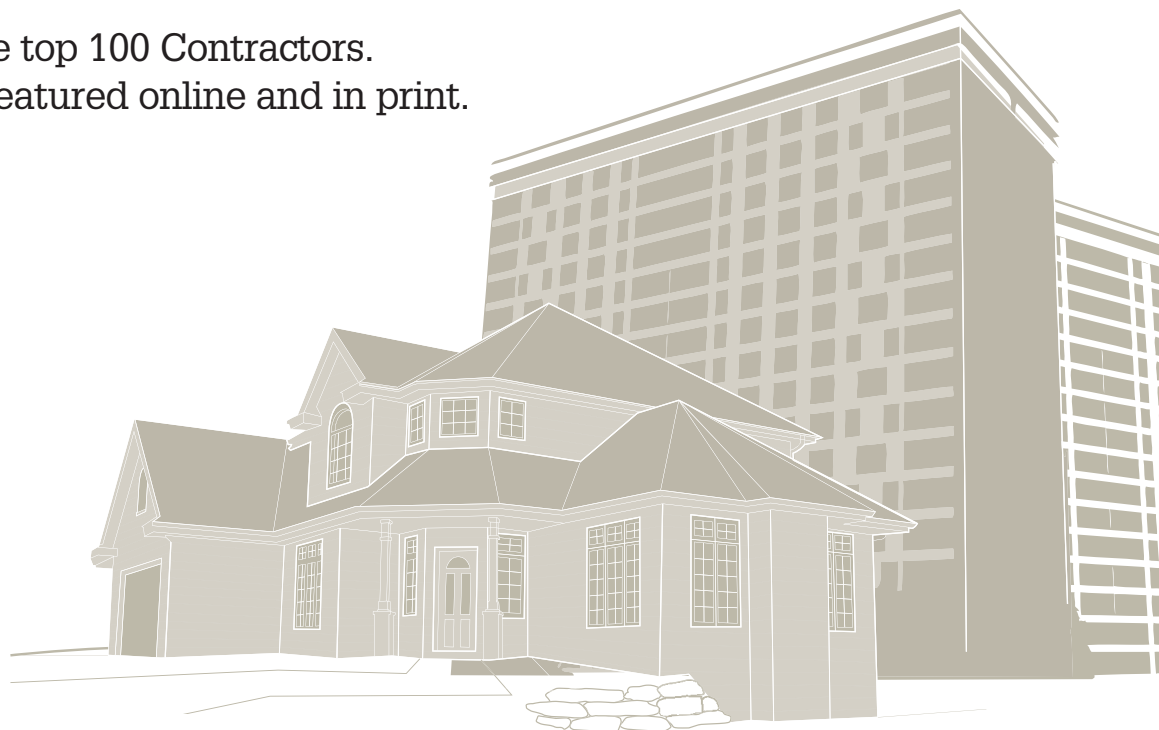 top 100 Contractors.
eatured online and in print.